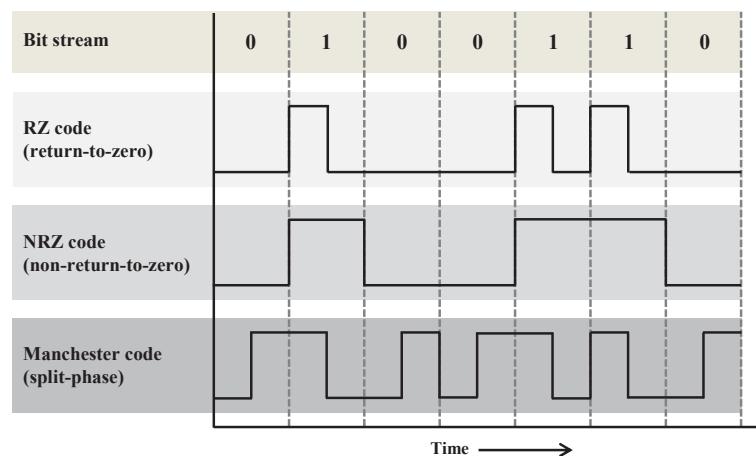 Bit stream 0 1 0 0 1 1 0
RZ code
(return-to-zero)
NRZ code
(non-return-to-zero)
Manchester code
(split-phase)
Time